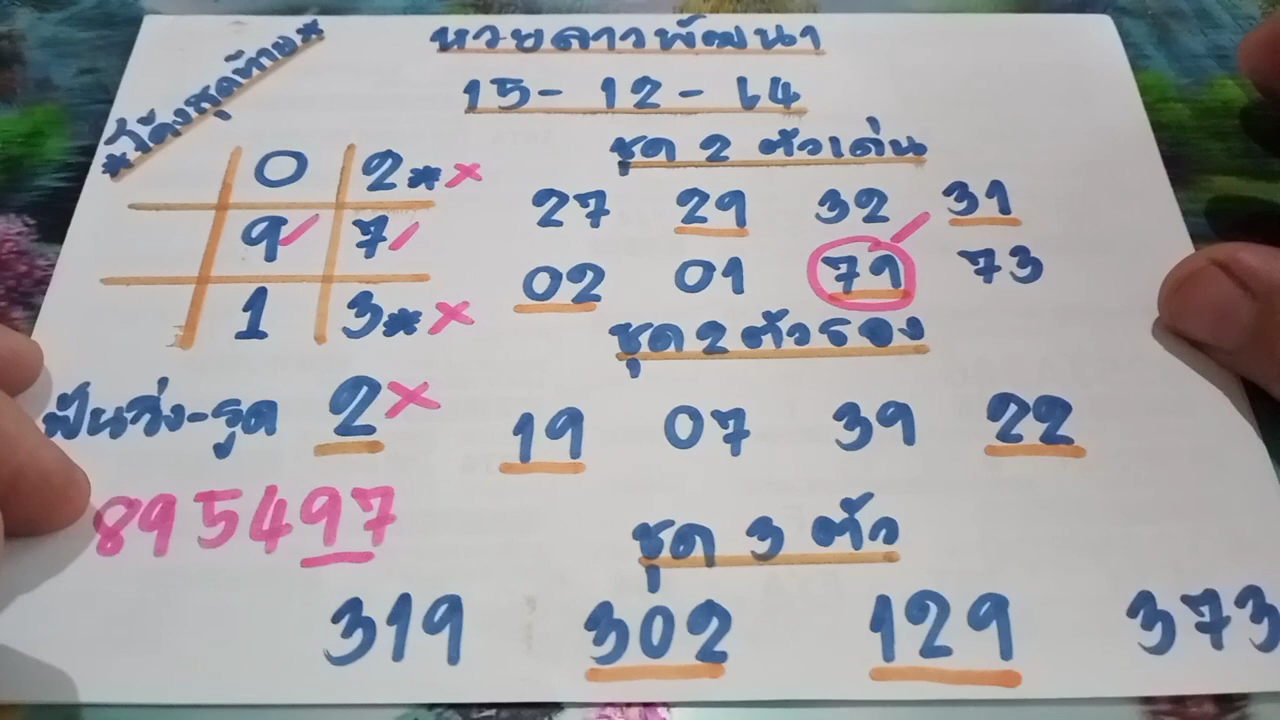 *โค้งสุดท้าย*
หวยลาวพัฒนา
15-12-64
0 2*×
9 7
1 3*×
ฟันวิ่ง-รูด 2×
895497
ชุด 2 ตัวเด่น
27 29 32 31
02 01 79 73
ชุด 2 ตัวรอง
19 07 39 22
ชุด 3 ตัว
319 302 129 373